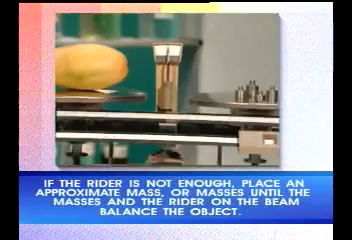 IF THE RIDER IS NOT ENOUGH, PLACE AN
APPROXIMATE MASS, OR MASSES UNTIL THE
MASSES AND THE RIDER ON THE BEAM
BALANCE THE OBJECT.